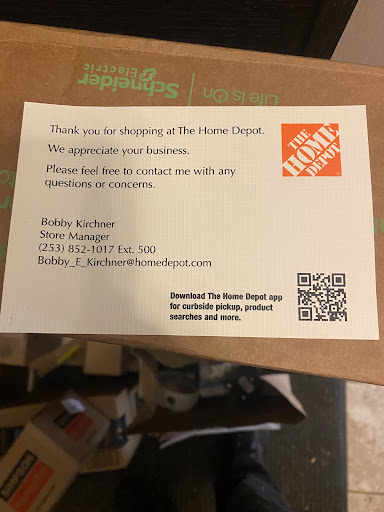 Schneider
Electric
Life Is On
Thank you for shopping at The Home Depot.
We appreciate your business.
Please feel free to contact me with any
questions or concerns.
THE
HOME
DEPOT
Bobby Kirchner
Store Manager
(253) 852-1017 Ext. 500
Bobby_E_Kirchner@homedepot.com
Download The Home Depot app
for curbside pickup, product
searches and more.
SIMPSON